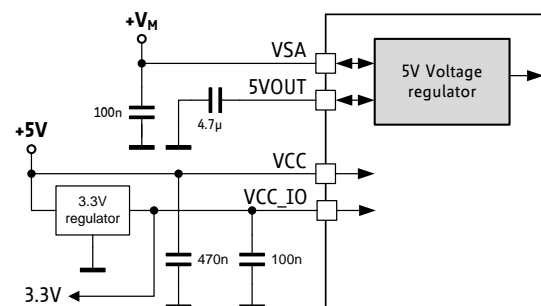 +VM
VSA
5V Voltage
regulator
5VOUT
100n
4.7µ
+5V
VCC
3.3V
regulator
VCC_IO
470n
100n
3.3V